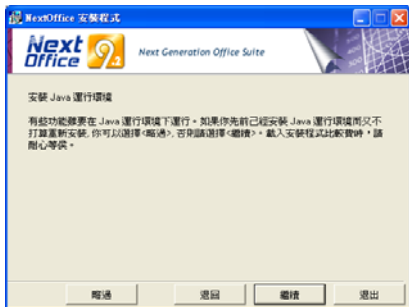 NextOffice 安裝程式
Next Office 9.2
Next Generation Office Suite
安裝 Java 運行環境
有些功能雖要在 Java 運行環境下運行。如果你先前已經安裝 Java 運行環境而又不
打算重新安裝, 你可以選擇<略過>, 否則請選擇<繼續>。載入安裝程式比較費時，請
耐心等侯。
略過
退回
繼續
退出